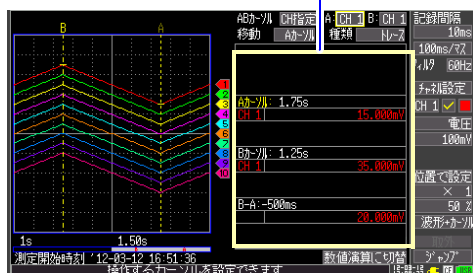 ABｶｰｿﾙ CH指定 A: CH 1 B: CH 1
移動 Aｶｰｿﾙ 種類 ﾄﾚｰｽ
記録間隔
10ms
100ms/ﾏｽ
ﾌｨﾙﾀ 60Hz
ﾁｬﾈﾙ設定
CH 1
電圧
100mV
位置で設定
× 1
50 %
波形+ｶｰｿﾙ
ｼﾞｬﾝﾌﾟ
B A
1
2
3
4
5
6
7
8
9
10
Aｶｰｿﾙ: 1.75s
CH 1 15.000mV
Bｶｰｿﾙ: 1.25s
CH 1 35.000mV
B-A:-500ms
20.000mV
1s 1.50s
測定開始時刻 '12-03-12 16:51:36
数値演算に切替
操作するカーソルを設定できます